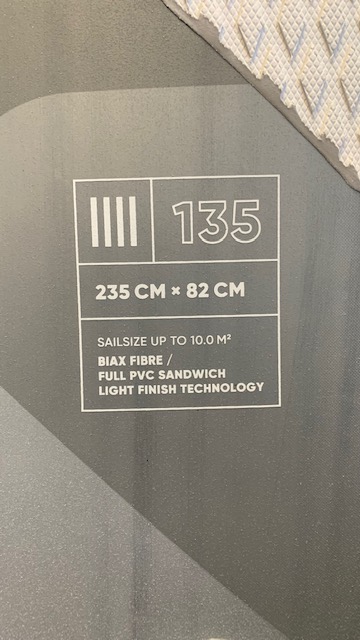 135
235 CM × 82 CM
SAILSIZE UP TO 10.0 M²
BIAX FIBRE /
FULL PVC SANDWICH
LIGHT FINISH TECHNOLOGY